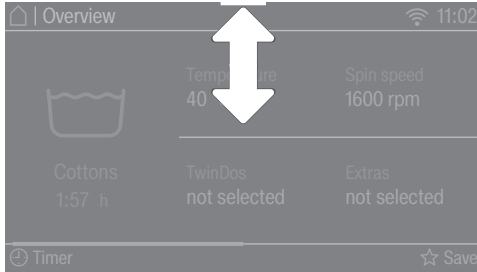 Overview 11:02
Temperature Spin speed
40 1600 rpm
Cottons TwinDos Extras
1:57 h not selected not selected
Timer Save